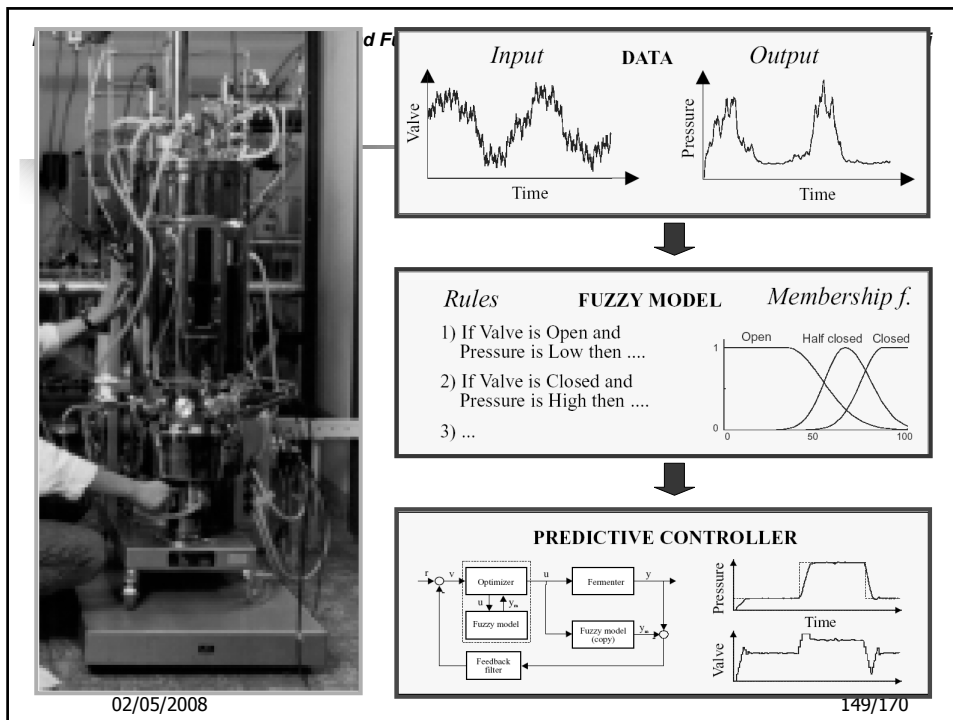 d Fu
Input DATA Output
Valve
Time
Pressure
Time
Rules FUZZY MODEL Membership f.
1) If Valve is Open and
Pressure is Low then ....
2) If Valve is Closed and
Pressure is High then ....
3) ...
Open Half closed Closed
1
0
0 50 100
PREDICTIVE CONTROLLER
r v Optimizer u Fermenter y
u ym
Fuzzy model
Fuzzy model
(copy)
ym
-
-
Feedback
filter
Pressure
Time
Valve
02/05/2008 149/170